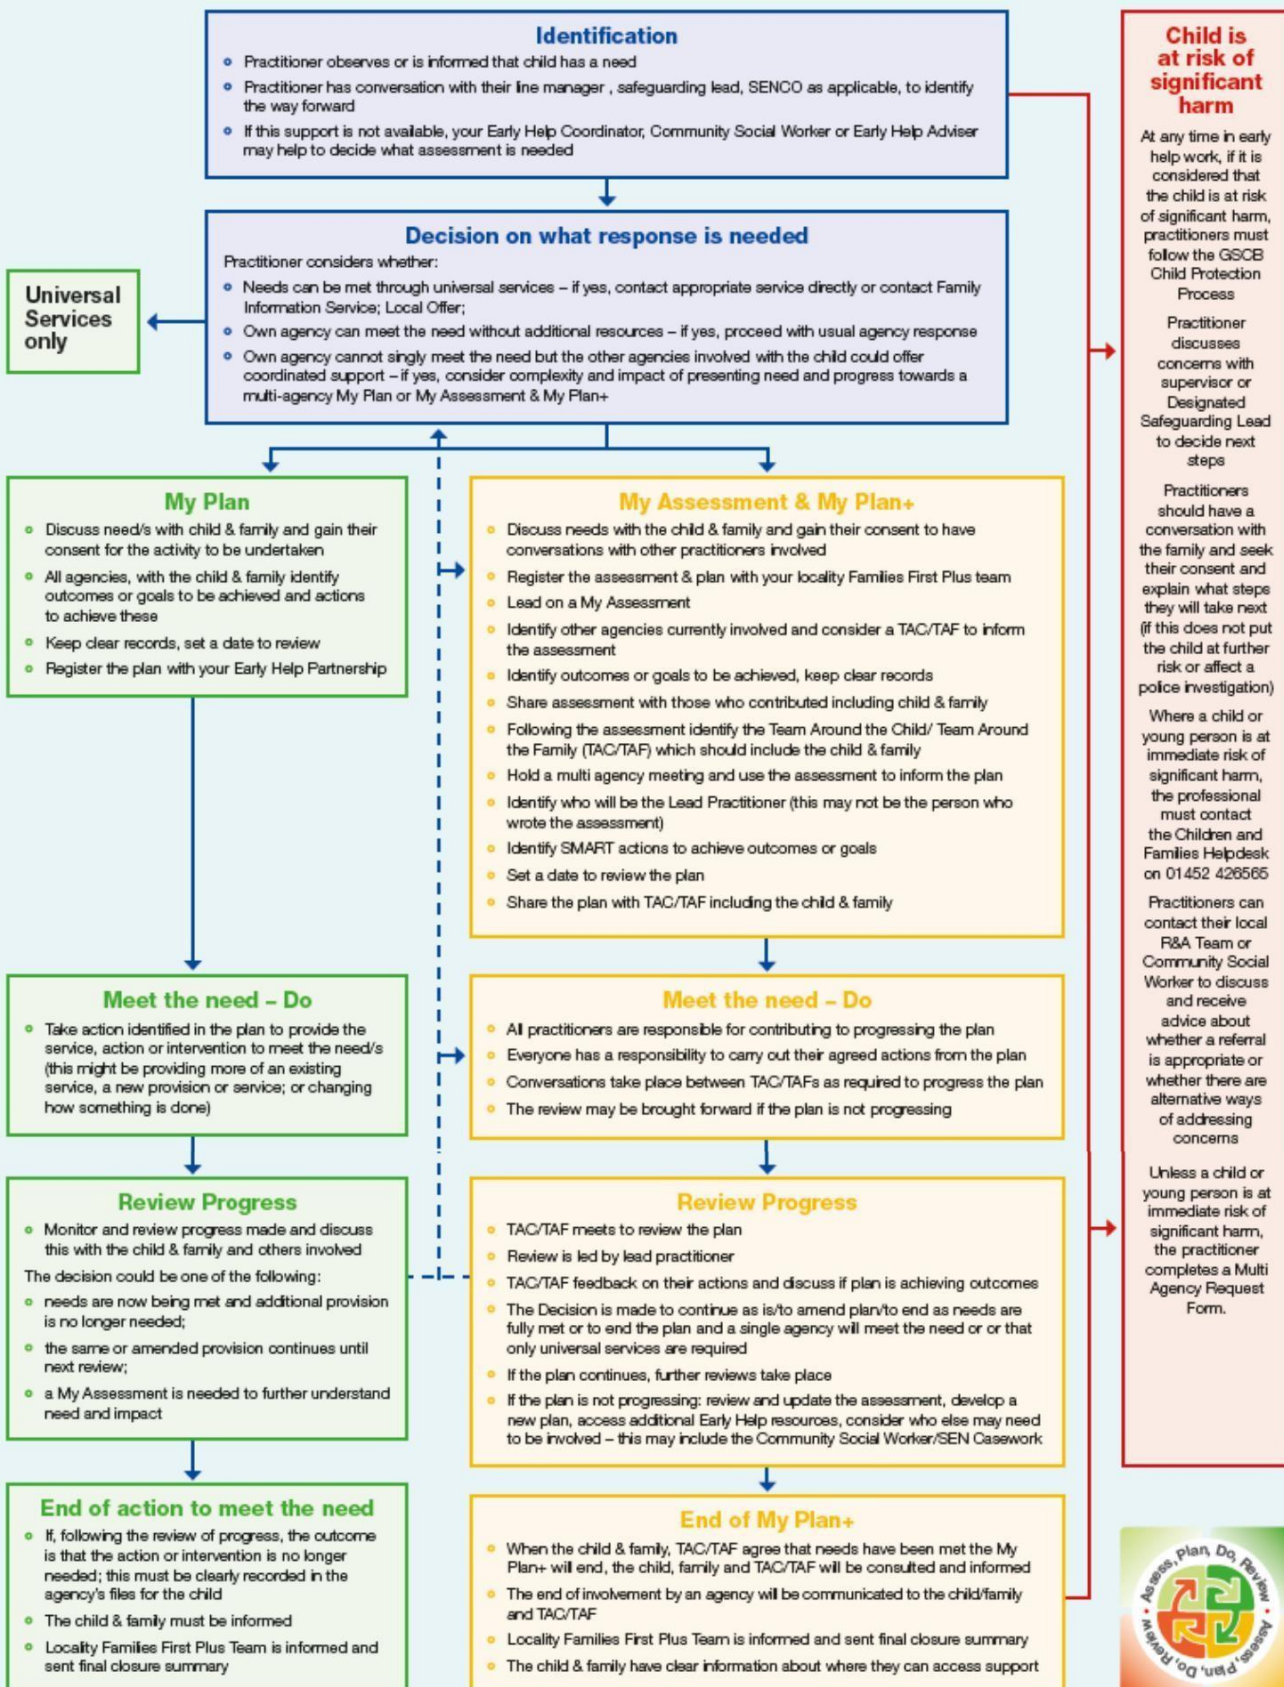 Identification
Practitioner observes or is informed that child has a need
Practitioner has conversation with their line manager , safeguarding lead, SENCO as applicable, to identify
the way forward
If this support is not available, your Early Help Coordinator, Community Social Worker or Early Help Adviser
may help to decide what assessment is needed
Decision on what response is needed
Practitioner considers whether:
Needs can be met through universal services – if yes, contact appropriate service directly or contact Family
Information Service; Local Offer;
Own agency can meet the need without additional resources – if yes, proceed with usual agency response
Own agency cannot singly meet the need but the other agencies involved with the child could offer
coordinated support – if yes, consider complexity and impact of presenting need and progress towards a
multi-agency My Plan or My Assessment & My Plan+
Universal
Services
only
My Plan
Discuss need/s with child & family and gain their
consent for the activity to be undertaken
All agencies, with the child & family identify
outcomes or goals to be achieved and actions
to achieve these
Keep clear records, set a date to review
Register the plan with your Early Help Partnership
Meet the need – Do
Take action identified in the plan to provide the
service, action or intervention to meet the need/s
(this might be providing more of an existing
service, a new provision or service; or changing
how something is done)
Review Progress
Monitor and review progress made and discuss
this with the child & family and others involved
The decision could be one of the following:
needs are now being met and additional provision
is no longer needed;
the same or amended provision continues until
next review;
a My Assessment is needed to further understand
need and impact
End of action to meet the need
If, following the review of progress, the outcome
is that the action or intervention is no longer
needed; this must be clearly recorded in the
agency's files for the child
The child & family must be informed
Locality Families First Plus Team is informed and
sent final closure summary
My Assessment & My Plan+
Discuss needs with the child & family and gain their consent to have
conversations with other practitioners involved
Register the assessment & plan with your locality Families First Plus team
Lead on a My Assessment
Identify other agencies currently involved and consider a TAC/TAF to inform
the assessment
Identify outcomes or goals to be achieved, keep clear records
Share assessment with those who contributed including child & family
Following the assessment identify the Team Around the Child/ Team Around
the Family (TAC/TAF) which should include the child & family
Hold a multi agency meeting and use the assessment to inform the plan
Identify who will be the Lead Practitioner (this may not be the person who
wrote the assessment)
Identify SMART actions to achieve outcomes or goals
Set a date to review the plan
Share the plan with TAC/TAF including the child & family
Meet the need – Do
All practitioners are responsible for contributing to progressing the plan
Everyone has a responsibility to carry out their agreed actions from the plan
Conversations take place between TAC/TAFs as required to progress the plan
The review may be brought forward if the plan is not progressing
Review Progress
TAC/TAF meets to review the plan
Review is led by lead practitioner
TAC/TAF feedback on their actions and discuss if plan is achieving outcomes
The Decision is made to continue as is/to amend plan/to end as needs are
fully met or to end the plan and a single agency will meet the need or or that
only universal services are required
If the plan continues, further reviews take place
If the plan is not progressing: review and update the assessment, develop a
new plan, access additional Early Help resources, consider who else may need
to be involved – this may include the Community Social Worker/SEN Casework
End of My Plan+
When the child & family, TAC/TAF agree that needs have been met the My
Plan+ will end, the child, family and TAC/TAF will be consulted and informed
The end of involvement by an agency will be communicated to the child/family
and TAC/TAF
Locality Families First Plus Team is informed and sent final closure summary
The child & family have clear information about where they can access support
Child is
at risk of
significant
harm
At any time in early
help work, if it is
considered that
the child is at risk
of significant harm,
practitioners must
follow the GSCB
Child Protection
Process
Practitioner
discusses
concerns with
supervisor or
Designated
Safeguarding Lead
to decide next
steps
Practitioners
should have a
conversation with
the family and seek
their consent and
explain what steps
they will take next
(if this does not put
the child at further
risk or affect a
police investigation)
Where a child or
young person is at
immediate risk of
significant harm,
the professional
must contact
the Children and
Families Helpdesk
on 01452 426565
Practitioners can
contact their local
R&A Team or
Community Social
Worker to discuss
and receive
advice about
whether a referral
is appropriate or
whether there are
alternative ways
of addressing
concerns
Unless a child or
young person is at
immediate risk of
significant harm,
the practitioner
completes a Multi
Agency Request
Form.
Assess, Plan, Do, Review • Assess, Plan, Do, Review •